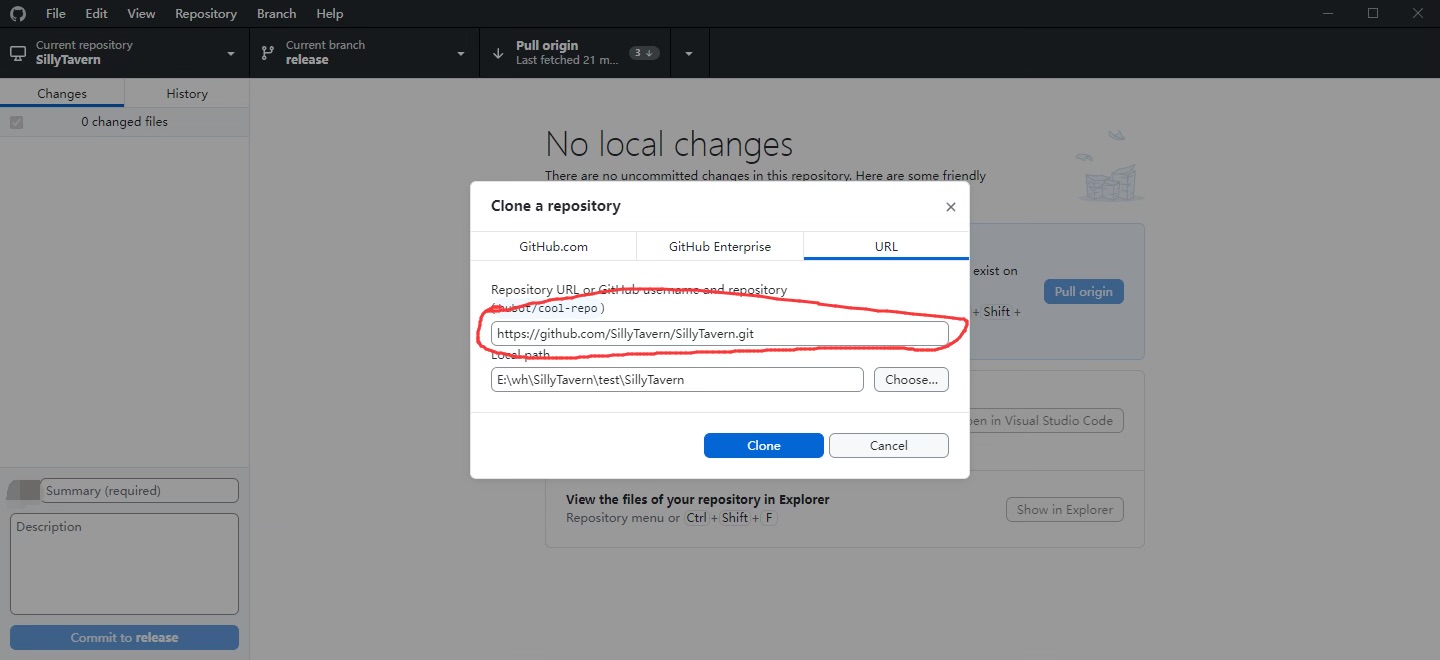 File Edit View Repository Branch Help
Current repository
SillyTavern
Current branch
release
Pull origin
Last fetched 21 m...
3
Changes History
0 changed files
No local changes
There are no uncommitted changes in this repository. Here are some friendly
Clone a repository
GitHub.com GitHub Enterprise URL
exist on
Pull origin
+ Shift +
Repository URL or GitHub username and repository
(hubot/cool-repo)
https://github.com/SillyTavern/SillyTavern.git
Local path
E:\wh\SillyTavern\test\SillyTavern
Choose...
pen in Visual Studio Code
Clone Cancel
Summary (required)
Description
View the files of your repository in Explorer
Repository menu or Ctrl + Shift + F
Show in Explorer
Commit to release